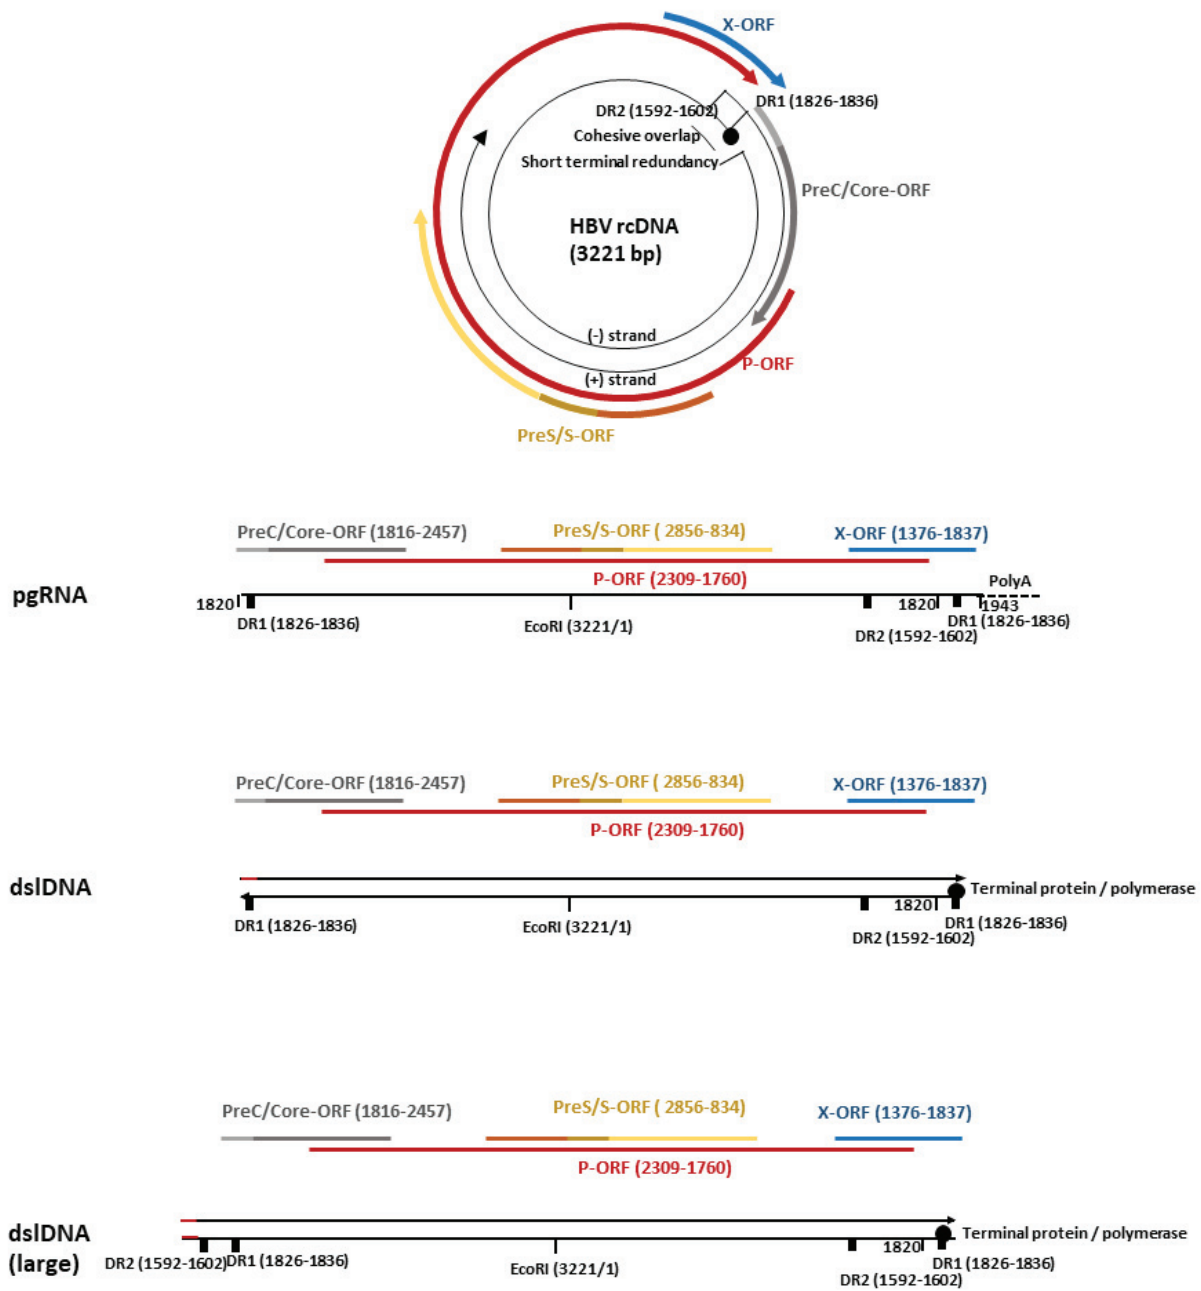 X-ORF
DR1 (1826-1836)
DR2 (1592-1602)
Cohesive overlap
Short terminal redundancy
PreC/Core-ORF
HBV rcDNA
(3221 bp)
(-) strand
P-ORF
(+) strand
PreS/S-ORF
PreC/Core-ORF (1816-2457)
PreS/S-ORF ( 2856-834)
X-ORF (1376-1837)
P-ORF (2309-1760)
PolyA
pgRNA
1820
1820
1943
DR1 (1826-1836)
EcoRI (3221/1)
DR1 (1826-1836)
DR2 (1592-1602)
PreC/Core-ORF (1816-2457)
PreS/S-ORF ( 2856-834)
X-ORF (1376-1837)
P-ORF (2309-1760)
dslDNA
Terminal protein / polymerase
1820
DR1 (1826-1836)
EcoRI (3221/1)
DR1 (1826-1836)
DR2 (1592-1602)
PreC/Core-ORF (1816-2457)
PreS/S-ORF ( 2856-834)
X-ORF (1376-1837)
P-ORF (2309-1760)
dslDNA
(large)
Terminal protein / polymerase
1820
DR2 (1592-1602)
DR1 (1826-1836)
EcoRI (3221/1)
DR1 (1826-1836)
DR2 (1592-1602)